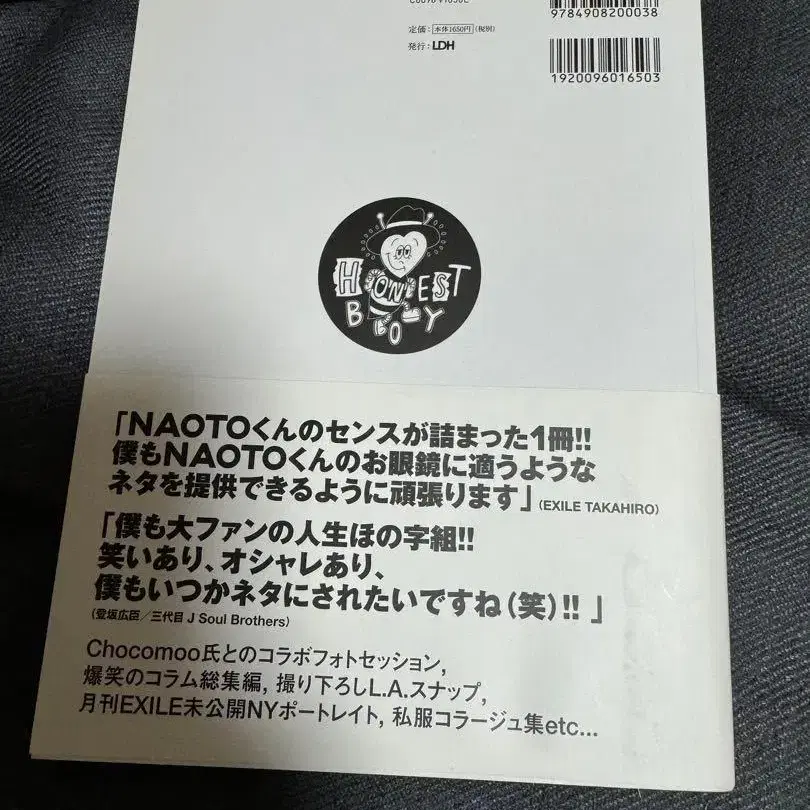 9784908200038
定価:本体1650円(税別)
発行:LDH
1920096016503
HONEST
BOY
「NAOTOくんのセンスが詰まった1冊!!
僕もNAOTOくんのお眼鏡に適うような
ネタを提供できるように頑張ります」(EXILE TAKAHIRO)
「僕も大ファンの人生ほの字組!!
笑いあり、オシャレあり、
僕もいつかネタにされたいですね(笑)!!」
(登坂広臣/三代目 J Soul Brothers)
Chocomoo氏とのコラボフォトセッション,
爆笑のコラム総集編, 撮り下ろしL.A.スナップ,
月刊EXILE未公開NYポートレイト, 私服コラージュ集etc...